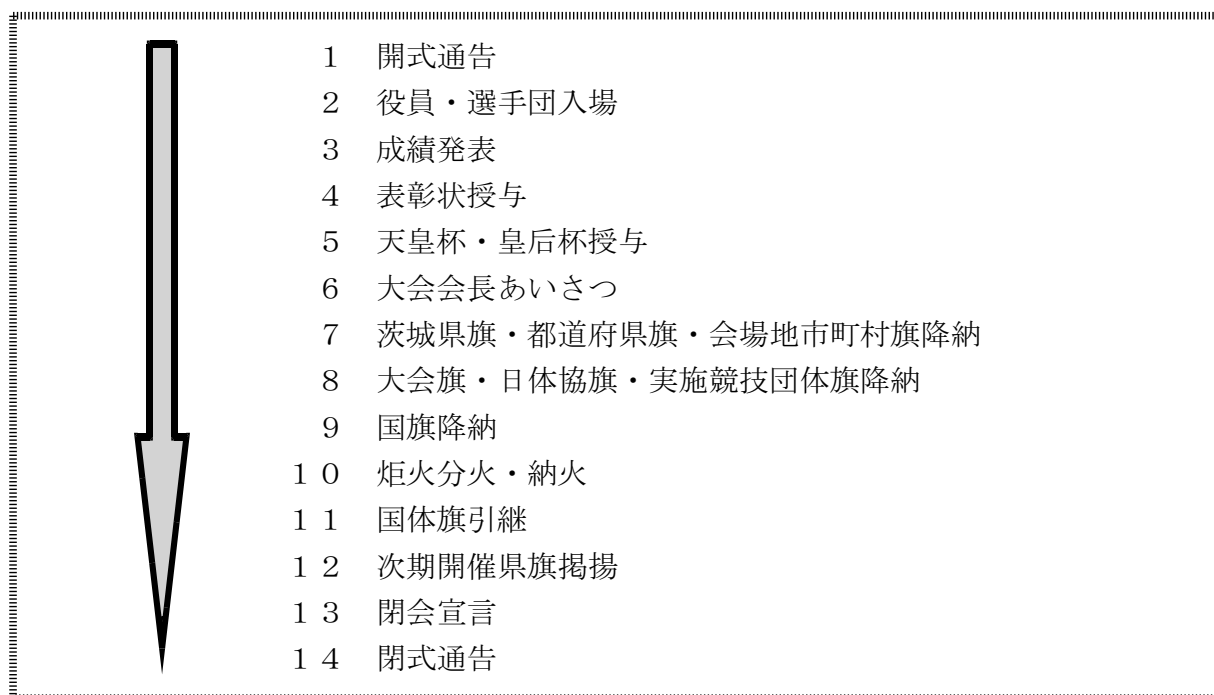 １　開式通告
２　役員・選手団入場
３　成績発表
４　表彰状授与
５　天皇杯・皇后杯授与
６　大会会長あいさつ
７　茨城県旗・都道府県旗・会場地市町村旗降納
８　大会旗・日体協旗・実施競技団体旗降納
９　国旗降納
１０　炬火分火・納火
１１　国体旗引継
１２　次期開催県旗掲揚
１３　閉会宣言
１４　閉式通告